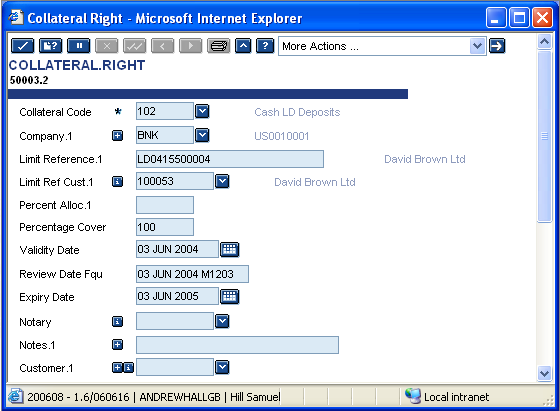 Collateral Right - Microsoft Internet Explorer
More Actions ...
COLLATERAL.RIGHT
50003.2
Collateral Code * 102 Cash LD Deposits
Company.1 BNK US0010001
Limit Reference.1 LD0415500004 David Brown Ltd
Limit Ref Cust.1 100053 David Brown Ltd
Percent Alloc.1
Percentage Cover 100
Validity Date 03 JUN 2004
Review Date Fqu 03 JUN 2004 M1203
Expiry Date 03 JUN 2005
Notary
Notes.1
Customer.1
200608 - 1.6/060616 | ANDREWHALLGB | Hill Samuel Local intranet